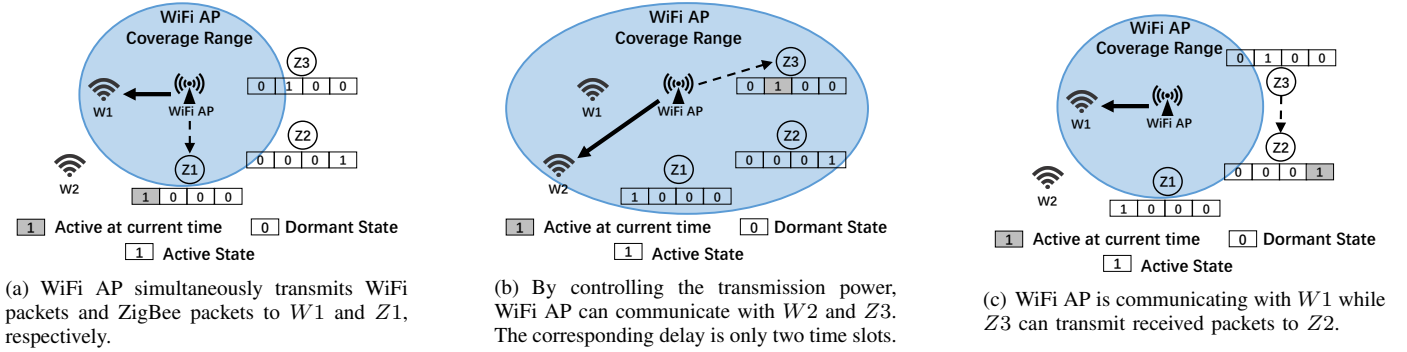 WiFi AP
Coverage Range
Z3
0 1 0 0
W1
WiFi AP
Z2
0 0 0 1
W2
Z1
1 0 0 0
1 Active at current time 0 Dormant State
1 Active State
(a) WiFi AP simultaneously transmits WiFi
packets and ZigBee packets to W1 and Z1,
respectively.
WiFi AP
Coverage Range
Z3
0 1 0 0
W1
WiFi AP
Z2
0 0 0 1
W2
Z1
1 0 0 0
1 Active at current time 0 Dormant State
1 Active State
(b) By controlling the transmission power,
WiFi AP can communicate with W2 and Z3.
The corresponding delay is only two time slots.
WiFi AP
Coverage Range
0 1 0 0
Z3
W1
WiFi AP
Z2
0 0 0 1
W2
Z1
1 0 0 0
1 Active at current time 0 Dormant State
1 Active State
(c) WiFi AP is communicating with W1 while
Z3 can transmit received packets to Z2.